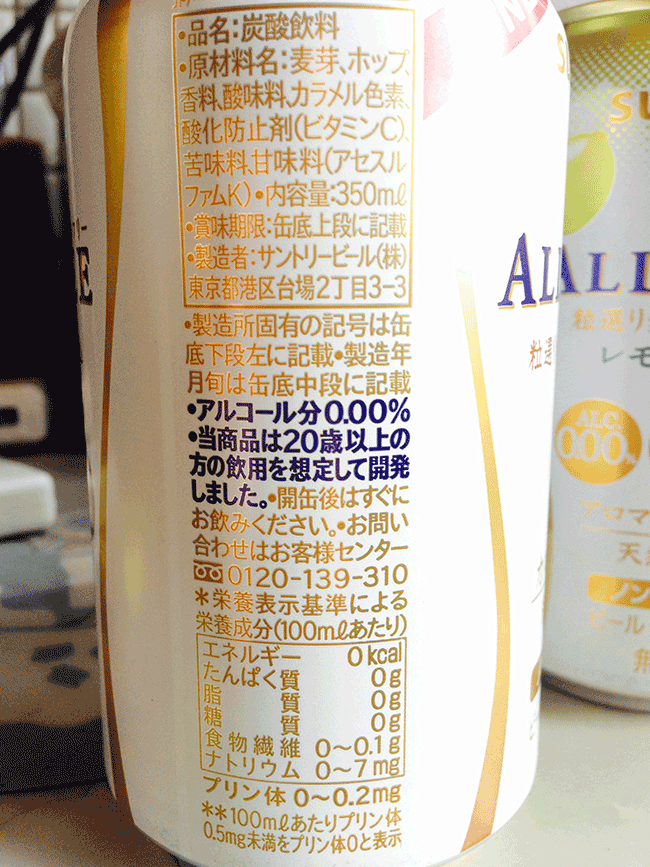 •品名:炭酸飲料
•原材料名:麦芽、ホップ、
香料、酸味料、カラメル色素、
酸化防止剤(ビタミンC)、
苦味料、甘味料(アセスル
ファムK)•内容量:350mℓ
•賞味期限:缶底上段に記載
•製造者:サントリービール(株)
東京都港区台場2丁目3-3
•製造所固有の記号は缶
底下段左に記載•製造年
月旬は缶底中段に記載
•アルコール分0.00%
•当商品は20歳以上の
方の飲用を想定して開発
しました。•開缶後はすぐに
お飲みください。•お問い
合わせはお客様センター
0120-139-310
*栄養表示基準による
栄養成分(100mℓあたり)
エネルギー 0kcal
たんぱく質 0g
脂質 0g
糖質 0g
食物繊維 0〜0.1g
ナトリウム 0〜7mg
プリン体 0〜0.2mg
**100mℓあたりプリン体
0.5mg未満をプリン体0と表示
ALC.
0.00%